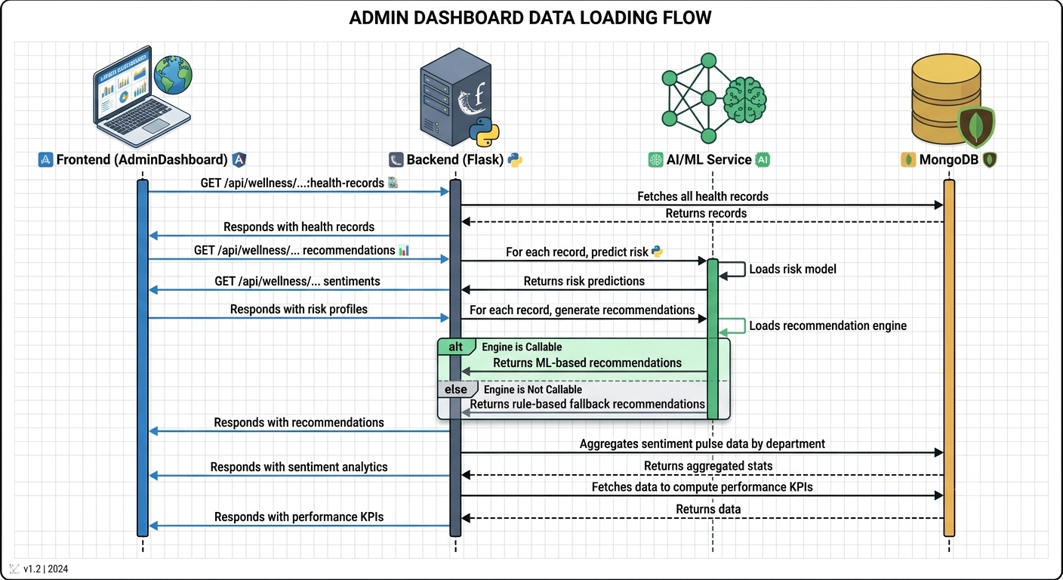 ADMIN DASHBOARD DATA LOADING FLOW
ADMIN DASHBOARD
Frontend (AdminDashboard)
Backend (Flask)
AI/ML Service AI
MongoDB
GET /api/wellness/...:health-records
Fetches all health records
Returns records
Responds with health records
GET /api/wellness/... recommendations
For each record, predict risk
Loads risk model
GET /api/wellness/... sentiments
Returns risk predictions
Responds with risk profiles
For each record, generate recommendations
Loads recommendation engine
alt Engine is Callable
Returns ML-based recommendations
else Engine is Not Callable
Returns rule-based fallback recommendations
Responds with recommendations
Aggregates sentiment pulse data by department
Responds with sentiment analytics
Returns aggregated stats
Fetches data to compute performance KPIs
Returns data
Responds with performance KPIs
v1.2 | 2024